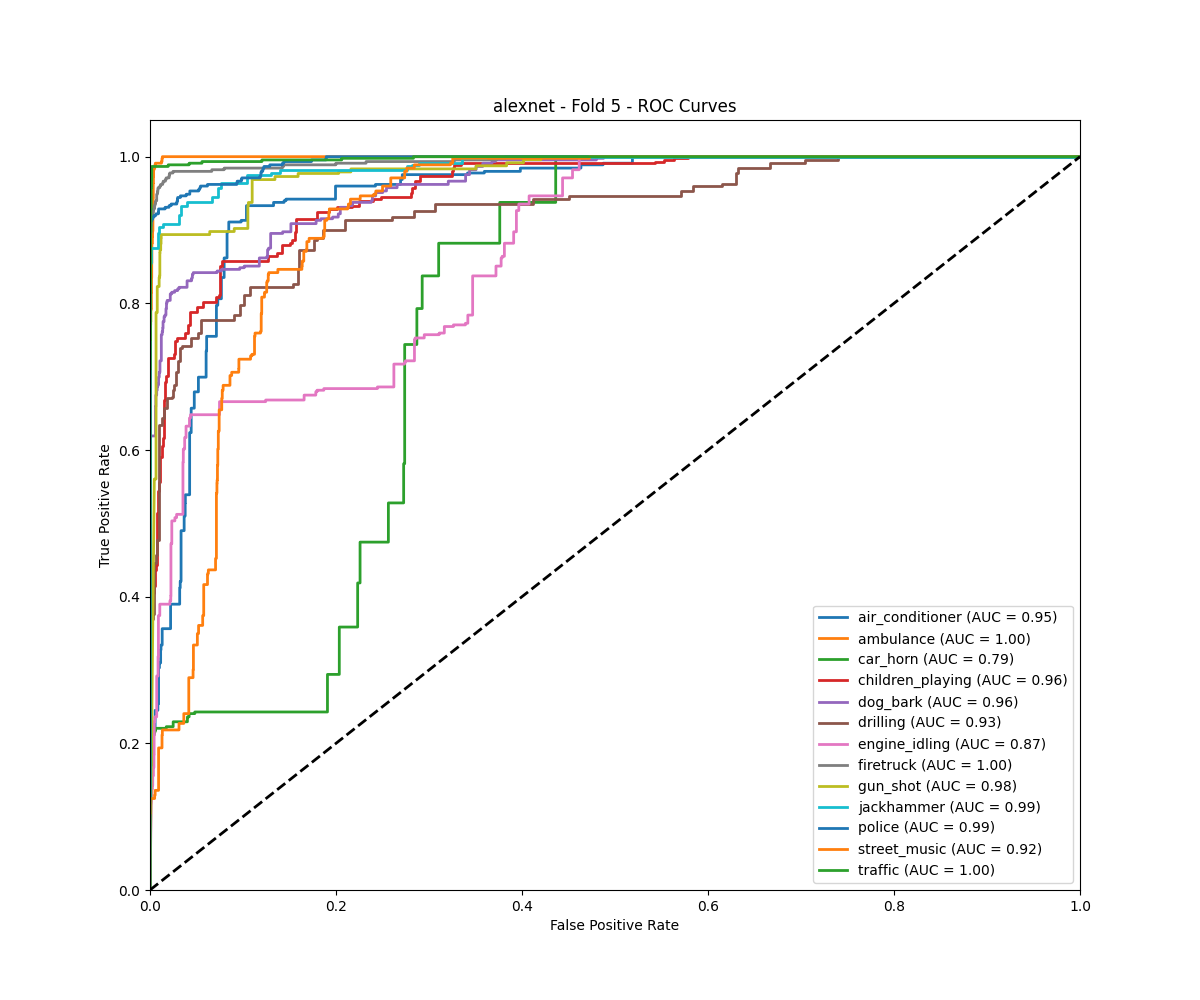 alexnet - Fold 5 - ROC Curves
1.0
0.8
0.6
0.4
0.2
0.0
True Positive Rate
0.0 0.2 0.4 0.6 0.8 1.0
False Positive Rate
air_conditioner (AUC = 0.95)
ambulance (AUC = 1.00)
car_horn (AUC = 0.79)
children_playing (AUC = 0.96)
dog_bark (AUC = 0.96)
drilling (AUC = 0.93)
engine_idling (AUC = 0.87)
firetruck (AUC = 1.00)
gun_shot (AUC = 0.98)
jackhammer (AUC = 0.99)
police (AUC = 0.99)
street_music (AUC = 0.92)
traffic (AUC = 1.00)